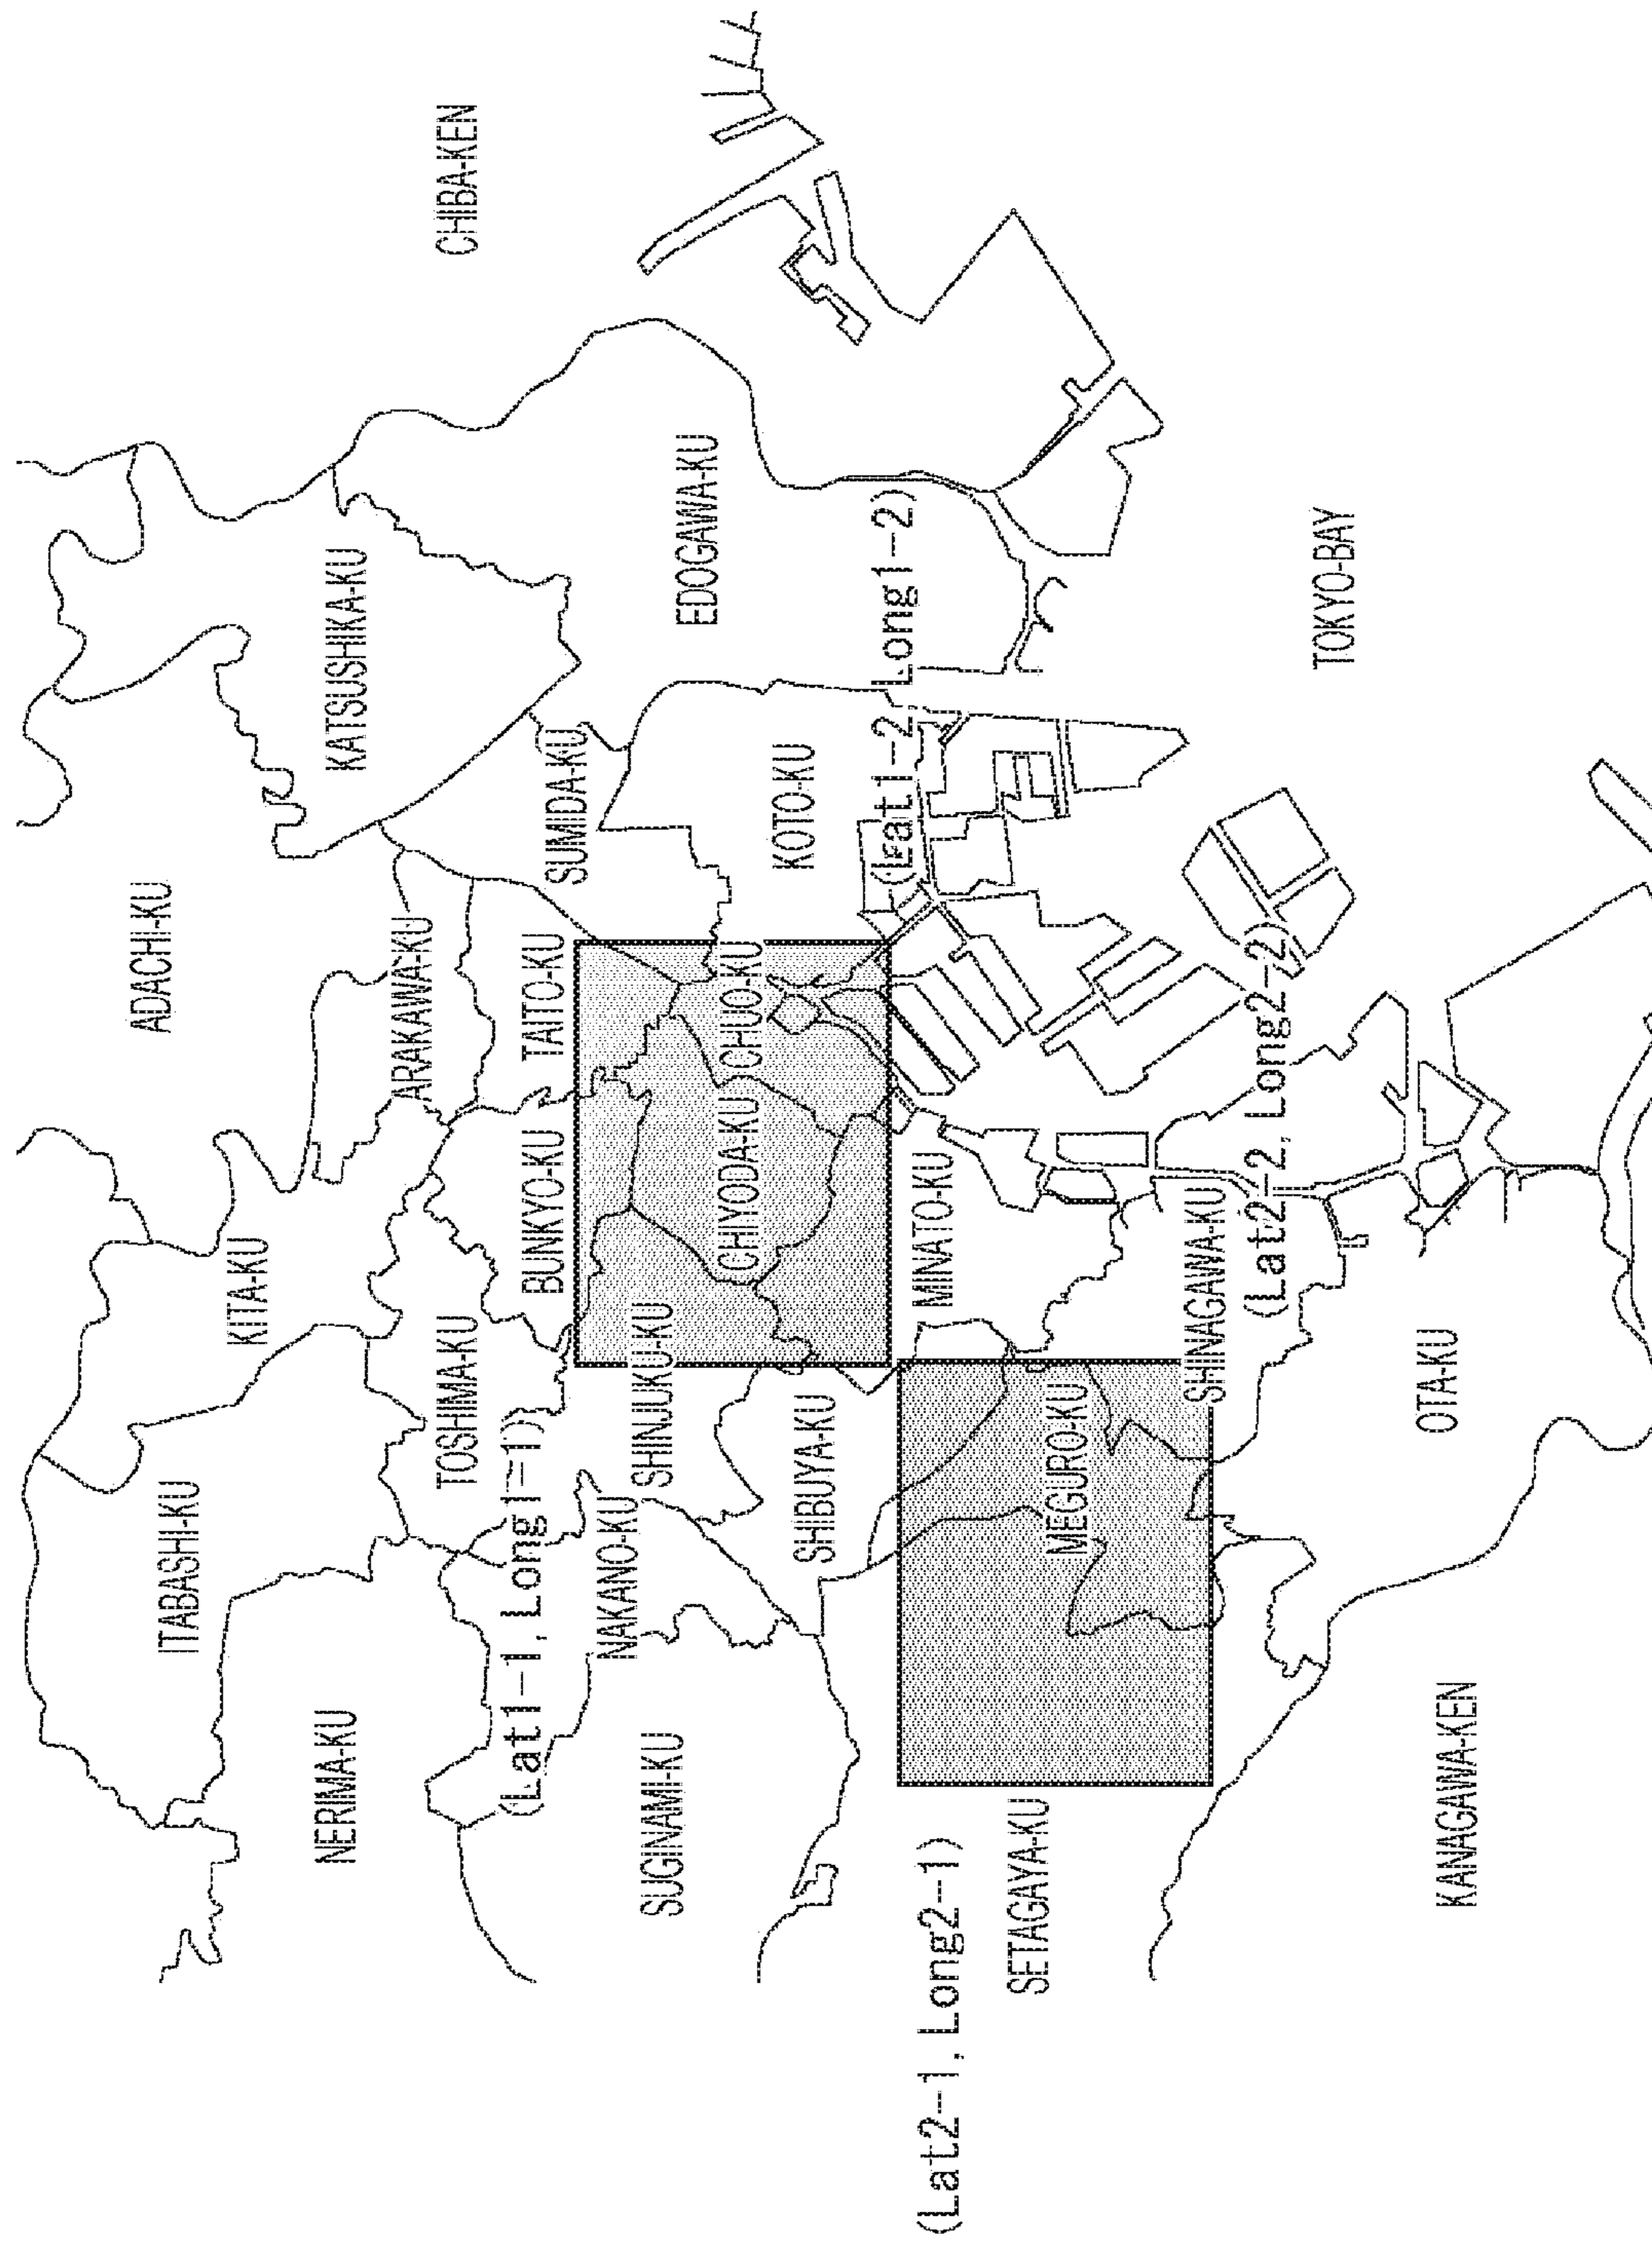 ADACHI-KU
ITABASHI-KU
KITA-KU
NERIMA-KU
KATSUSHIKA-KU
ARAKAWA-KU
TOSHIMA-KU
CHIBA-KEN
(Lat1-1, Long1-1)
BUNKYO-KU
TAITO-KU
SUMIDA-KU
NAKANO-KU
SUGINAMI-KU
SHINJUKU-KU
EDOGAWA-KU
CHIYODA-KU
CHUO-KU
SHIBUYA-KU
KOTO-KU
(Lat1-2, Long1-2)
MINATO-KU
(Lat2-1, Long2-1)
SETAGAYA-KU
MEGURO-KU
SHINAGAWA-KU
(Lat2-2, Long2-2)
TOKYO-BAY
OTA-KU
KANAGAWA-KEN